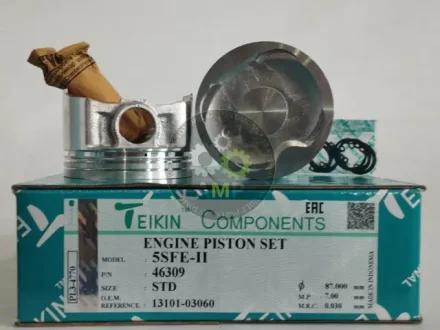 TEIKIN COMPONENTS
EAC
ENGINE PISTON SET
MODEL : 5SFE-II
P/N : 46309
SIZE : STD
O.E.M. REFERENCE : 13101-03060
ϕ : 87.000 mm
M.P : 7.00 mm
M.R.C. : 0.030 mm
MADE IN INDONESIA
M